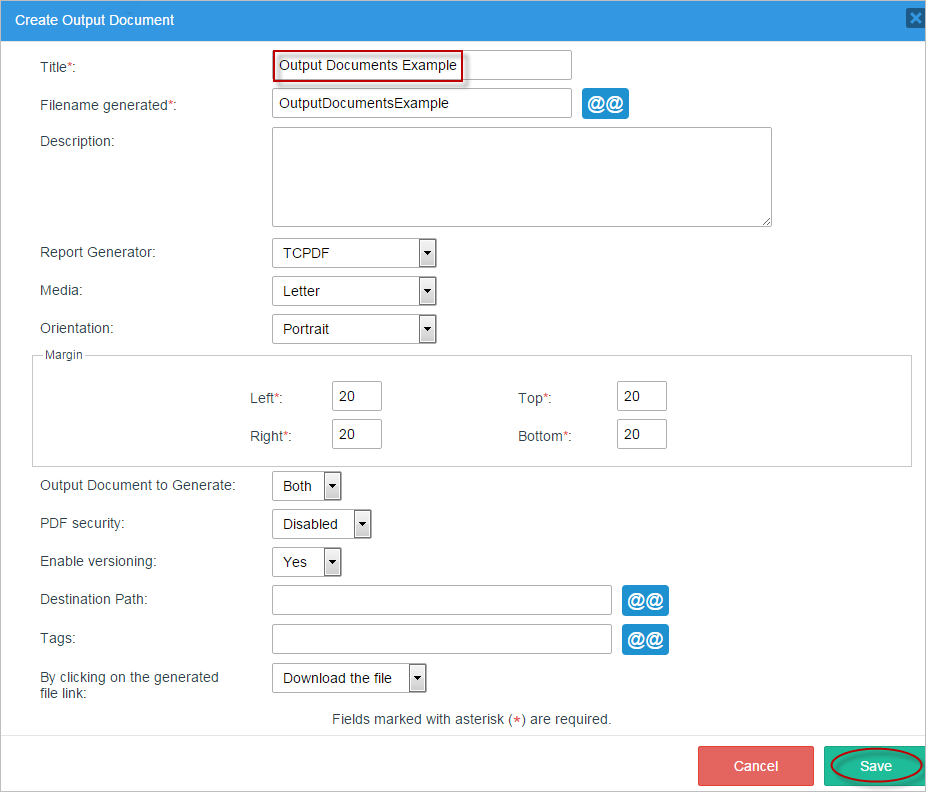 Create Output Document
Title*: Output Documents Example
Filename generated*: OutputDocumentsExample @@
Description:
Report Generator: TCPDF
Media: Letter
Orientation: Portrait
Margin
Left*: 20 Top*: 20
Right*: 20 Bottom*: 20
Output Document to Generate: Both
PDF security: Disabled
Enable versioning: Yes
Destination Path: @@
Tags: @@
By clicking on the generated
file link: Download the file
Fields marked with asterisk (*) are required.
Cancel Save